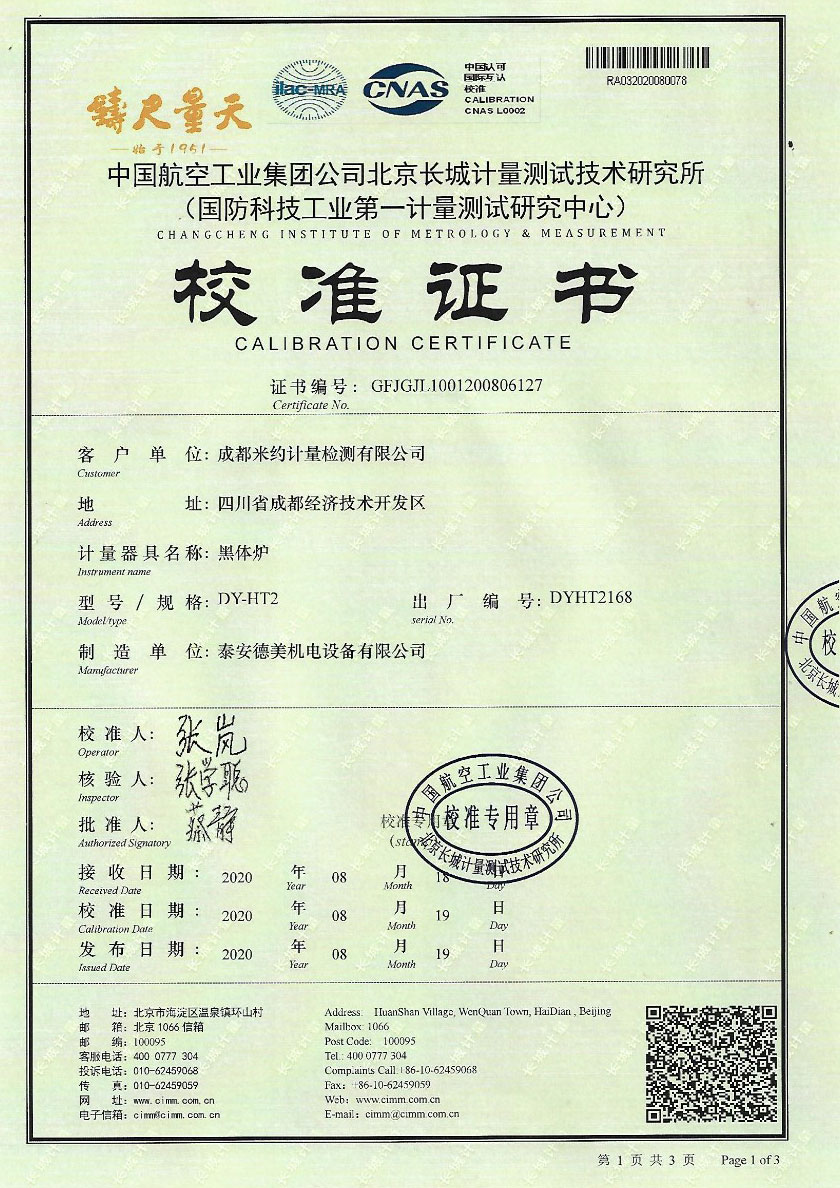 鑄尺量天
始于1951
ilac-MRA
CNAS
中国认可
国际互认
校准
CALIBRATION
CNAS L0002
RA032020080078
中国航空工业集团公司北京长城计量测试技术研究所
（国防科技工业第一计量测试研究中心）
CHANGCHENG INSTITUTE OF METROLOGY & MEASUREMENT
校准证书
CALIBRATION CERTIFICATE
证书编号： GFJGJL1001200806127
Certificate No.
客户单位：成都米约计量检测有限公司
Customer
地址：四川省成都经济技术开发区
Address
计量器具名称：黑体炉
Instrument name
型号/规格：DY-HT2 出厂编号：DYHT2168
Model/type serial No.
制造单位：泰安德美机电设备有限公司
Manufacturer
校准人： 张岚
Operator
核验人： 张学聪
Inspector
批准人： 蔡静
Authorized Signatory
校准专用章
中国航空工业集团公司
校准专用章
北京长城计量测试技术研究所
接收日期： 2020 年 08 月 18 日
Received Date Year Month Day
校准日期： 2020 年 08 月 19 日
Calibration Date Year Month Day
发布日期： 2020 年 08 月 19 日
Issued Date Year Month Day
地址：北京市海淀区温泉镇环山村 Address: HuanShan Village, WenQuan Town, HaiDian , Beijing
邮箱：北京 1066 信箱 Mailbox: 1066
邮编：100095 Post Code: 100095
客服电话：400 0777 304 Tel.: 400 0777 304
投诉电话：010-62459068 Complaints Call:+86-10-62459068
传真：010-62459059 Fax: +86-10-62459059
网址：www.cimm.com.cn Web: www.cimm.com.cn
电子信箱：cimm@cimm.com.cn E-mail: cimm@cimm.com.cn
第 1 页 共 3 页 Page 1 of 3